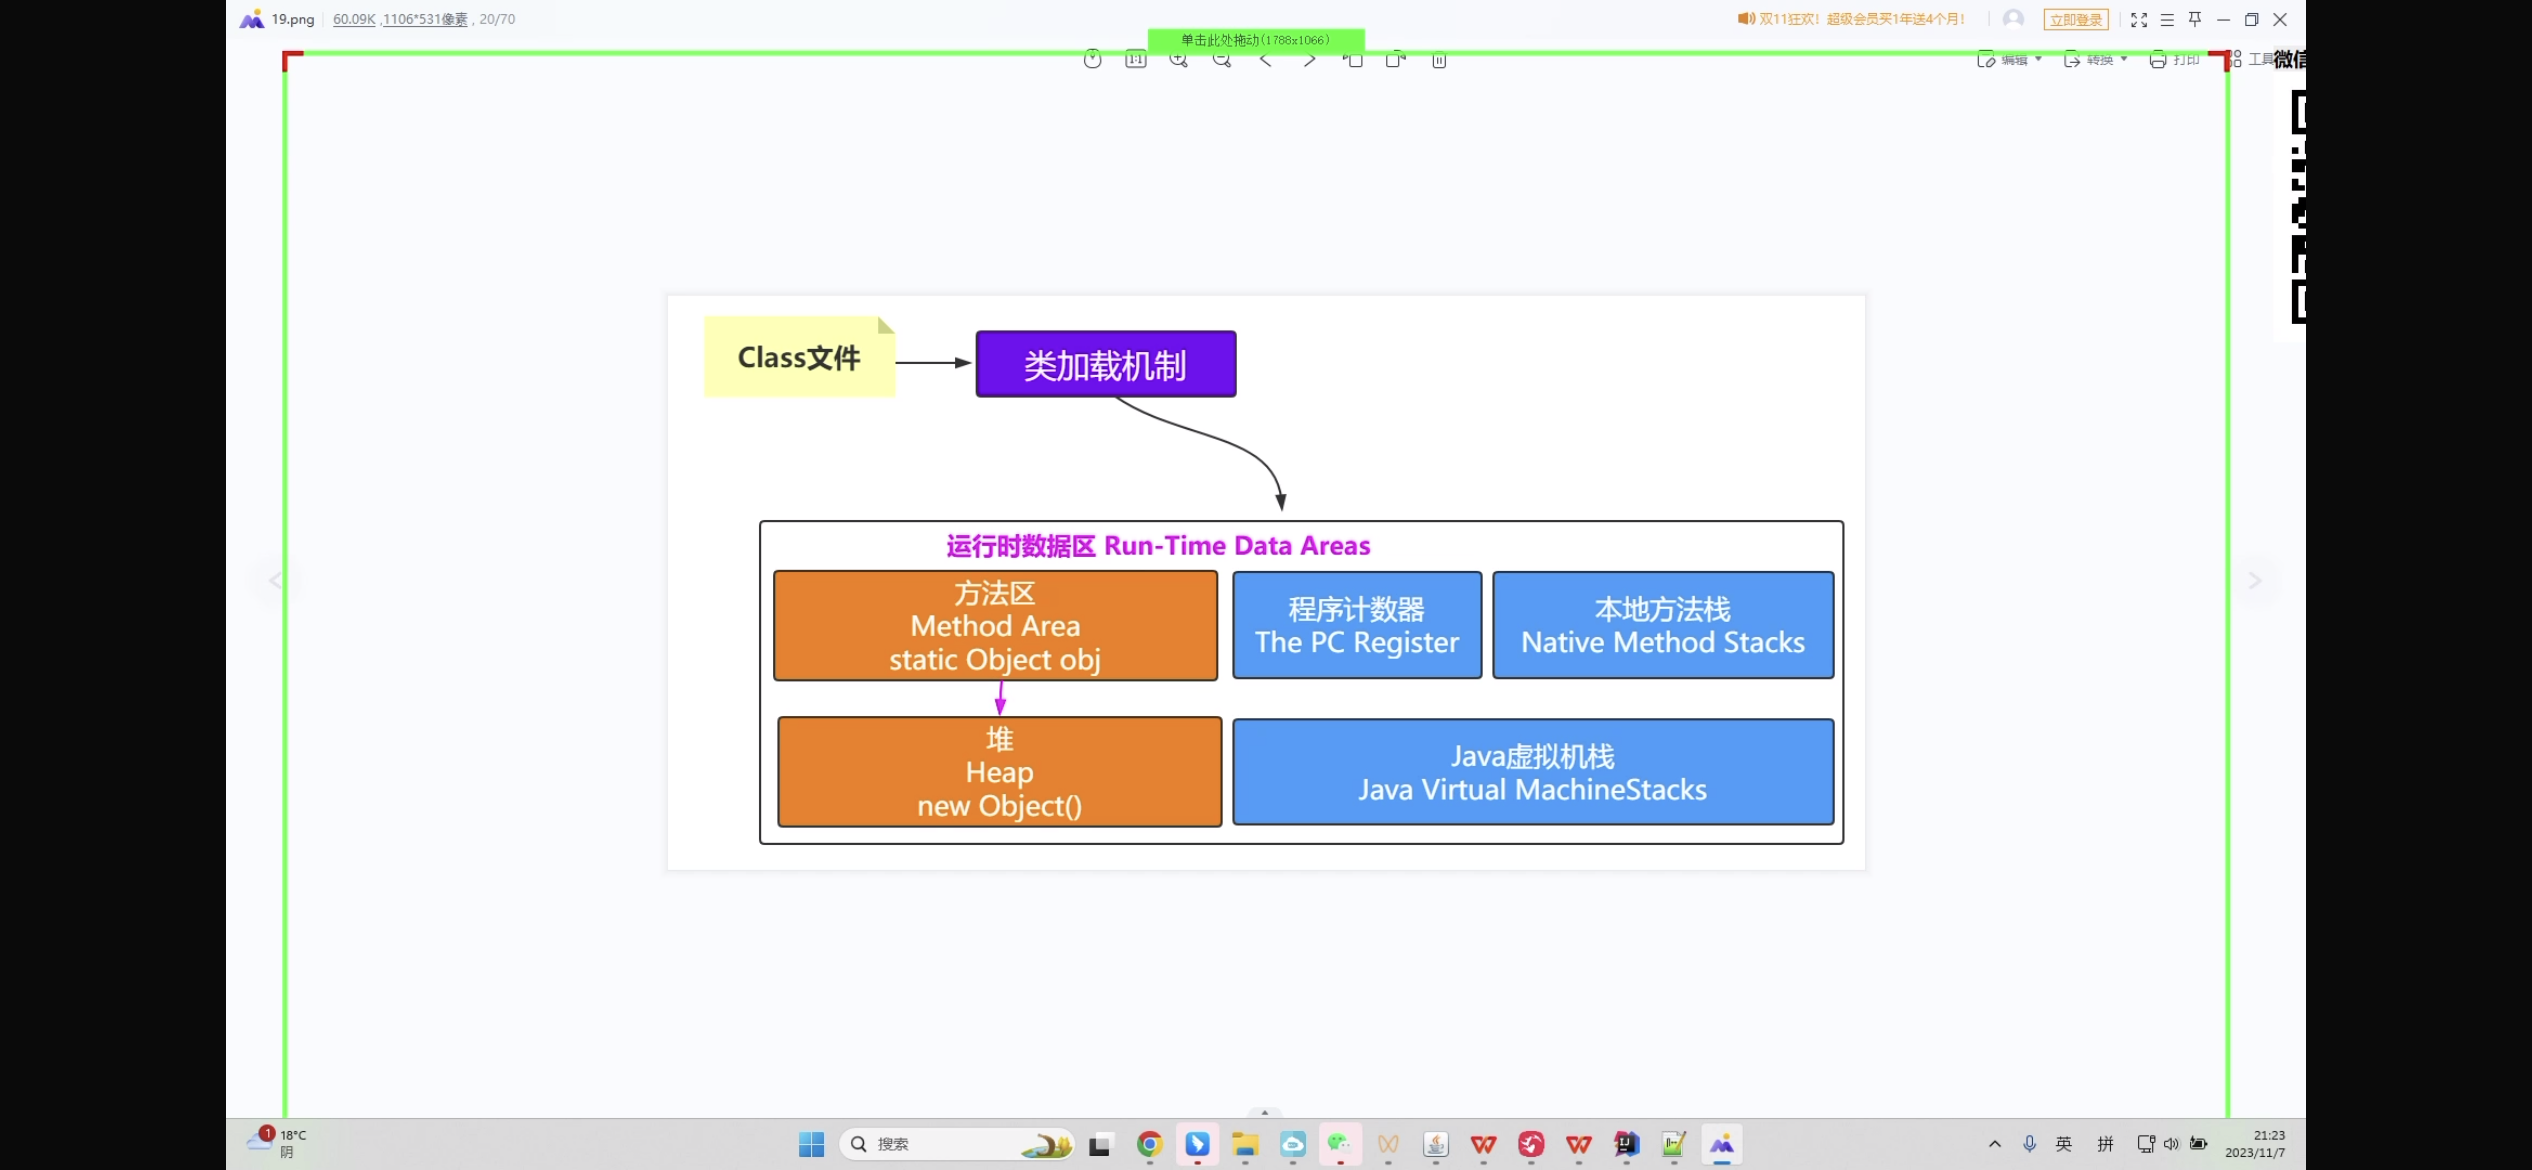 19.png 60.09K ,1106*531像素 , 20/70
双11狂欢！超级会员买1年送4个月！
立即登录
单击此处拖动(1788x1066)
1:1
编辑
转换
打印
工具
微信
Class文件
类加载机制
运行时数据区 Run-Time Data Areas
方法区
Method Area
static Object obj
程序计数器
The PC Register
本地方法栈
Native Method Stacks
堆
Heap
new Object()
Java虚拟机栈
Java Virtual MachineStacks
1
18°C
阴
搜索
英
拼
21:23
2023/11/7